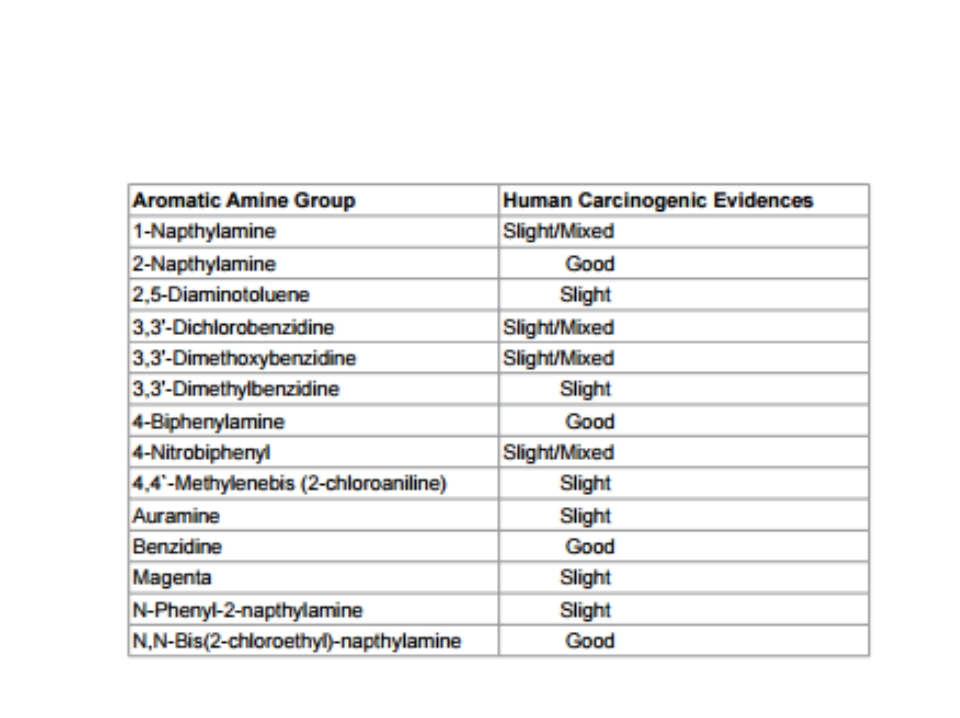 Aromatic Amine Group Human Carcinogenic Evidences
1-Napthylamine Slight/Mixed
2-Napthylamine Good
2,5-Diaminotoluene Slight
3,3'-Dichlorobenzidine Slight/Mixed
3,3'-Dimethoxybenzidine Slight/Mixed
3,3'-Dimethylbenzidine Slight
4-Biphenylamine Good
4-Nitrobiphenyl Slight/Mixed
4,4`-Methylenebis (2-chloroaniline) Slight
Auramine Slight
Benzidine Good
Magenta Slight
N-Phenyl-2-napthylamine Slight
N,N-Bis(2-chloroethyl)-napthylamine Good